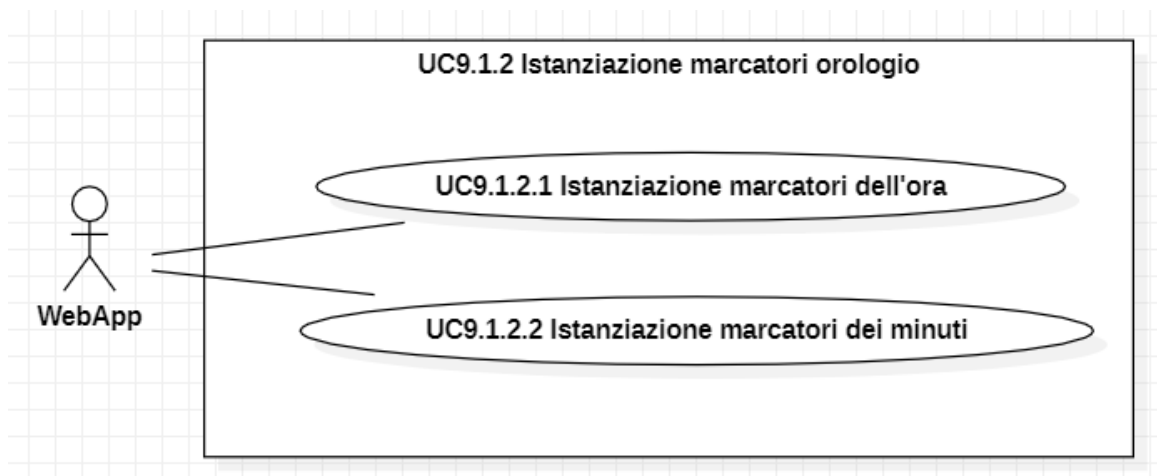 UC9.1.2 Istanziazione marcatori orologio
UC9.1.2.1 Istanziazione marcatori dell'ora
WebApp
UC9.1.2.2 Istanziazione marcatori dei minuti